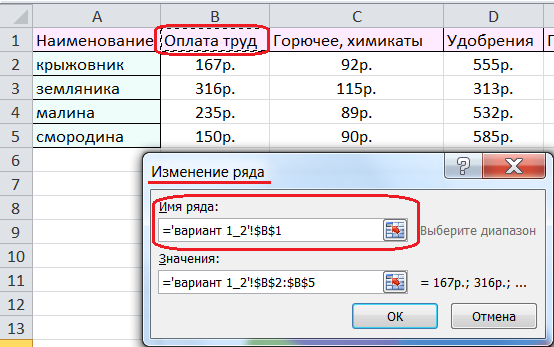 A B C D
1 Наименование Оплата труд Горючее, химикаты Удобрения
2 крыжовник 167р. 92р. 555р.
3 земляника 316р. 115р. 313р.
4 малина 235р. 89р. 532р.
5 смородина 150р. 90р. 585р.
6
7
8
9
10
11
12
13
Изменение ряда
?
Имя ряда:
='вариант 1_2'!$B$1 Выберите диапазон
Значения:
='вариант 1_2'!$B$2:$B$5 = 167р.; 316р.; ...
ОК Отмена